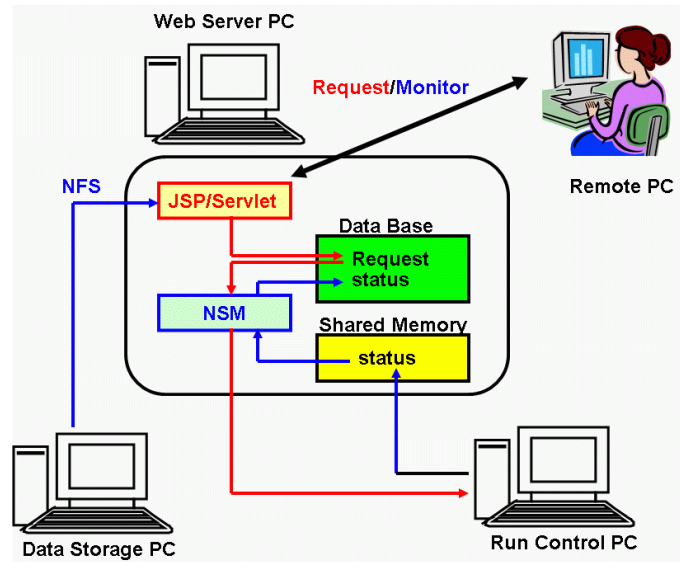 Web Server PC
Request/Monitor
NFS
JSP/Servlet
Remote PC
Data Base
Request
status
NSM
Shared Memory
status
Data Storage PC
Run Control PC